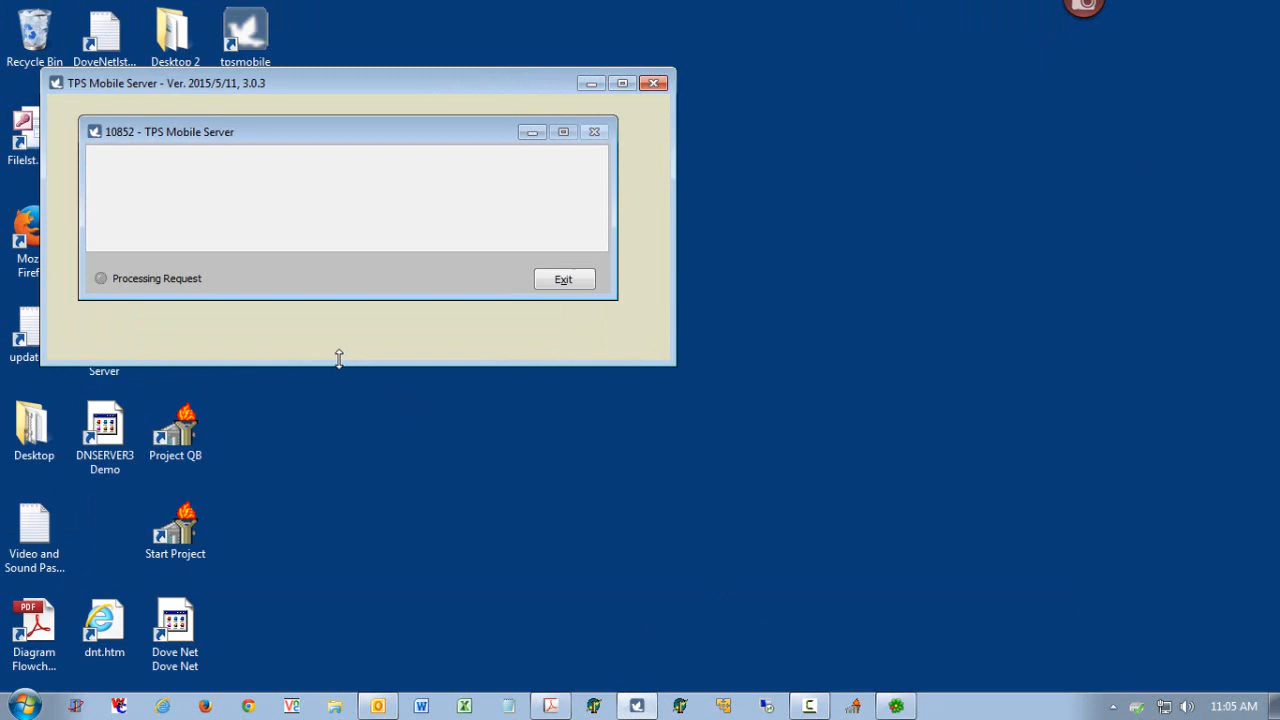 Recycle Bin
DoveNetIst...
Desktop 2
tpsmobile
TPS Mobile Server - Ver. 2015/5/11, 3.0.3
10852 - TPS Mobile Server
Processing Request
Exit
Moz
Firef
updat
Server
Desktop
DNSERVER3
Demo
Project QB
Video and
Sound Pas...
Start Project
PDF
Diagram
Flowch...
dnt.htm
Dove Net
Dove Net
11:05 AM